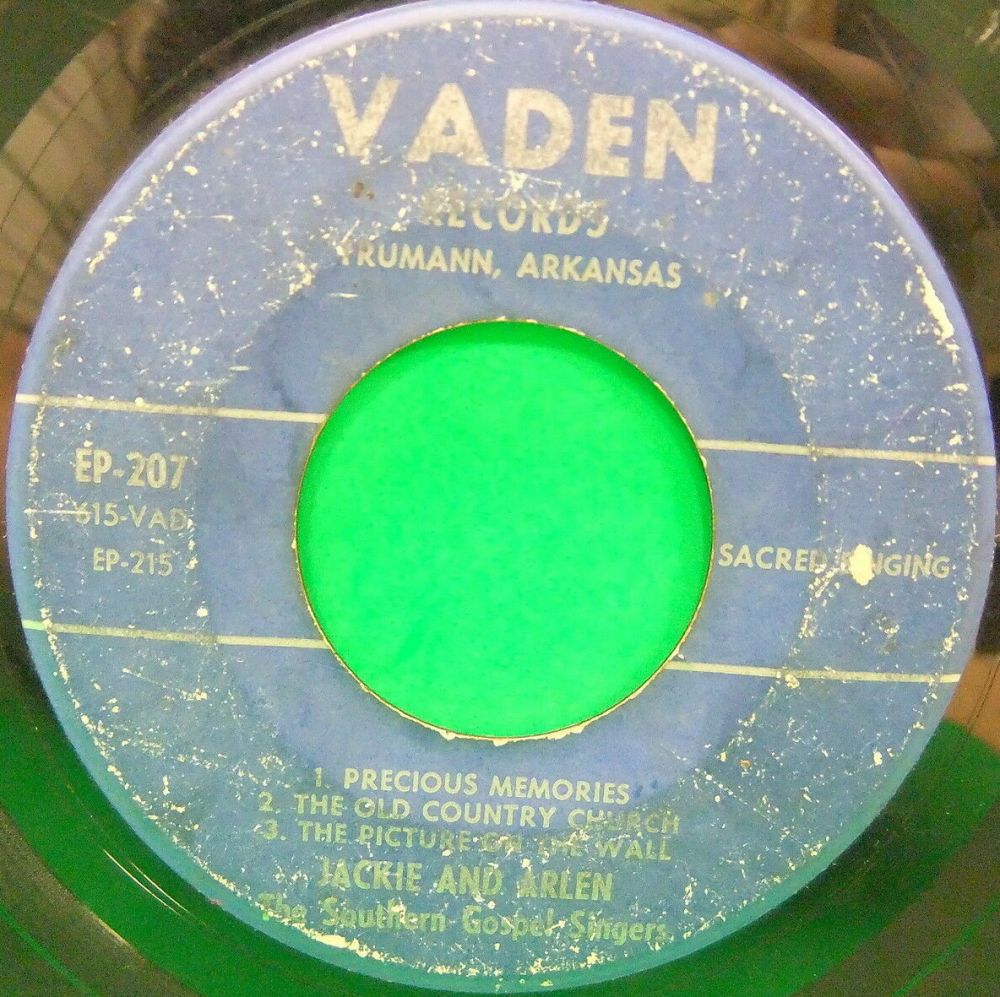 VADEN
RECORDS
TRUMANN, ARKANSAS
EP-207
615-VAD
EP-215
SACRED SINGING
1. PRECIOUS MEMORIES
2. THE OLD COUNTRY CHURCH
3. THE PICTURE ON THE WALL
JACKIE AND ARLEN
The Southern Gospel Singers